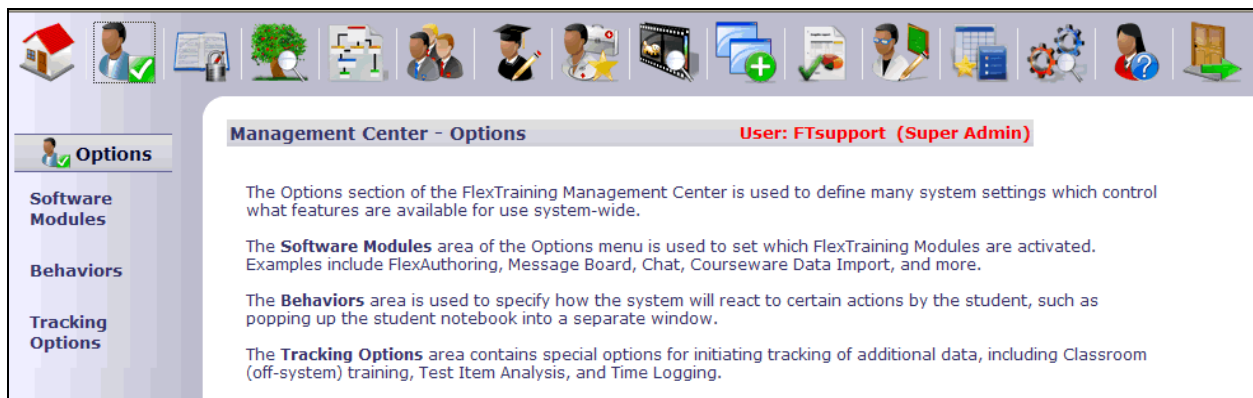 Options
Software
Modules
Behaviors
Tracking
Options
Management Center - Options
User: FTsupport (Super Admin)
The Options section of the FlexTraining Management Center is used to define many system settings which control
what features are available for use system-wide.
The Software Modules area of the Options menu is used to set which FlexTraining Modules are activated.
Examples include FlexAuthoring, Message Board, Chat, Courseware Data Import, and more.
The Behaviors area is used to specify how the system will react to certain actions by the student, such as
popping up the student notebook into a separate window.
The Tracking Options area contains special options for initiating tracking of additional data, including Classroom
(off-system) training, Test Item Analysis, and Time Logging.